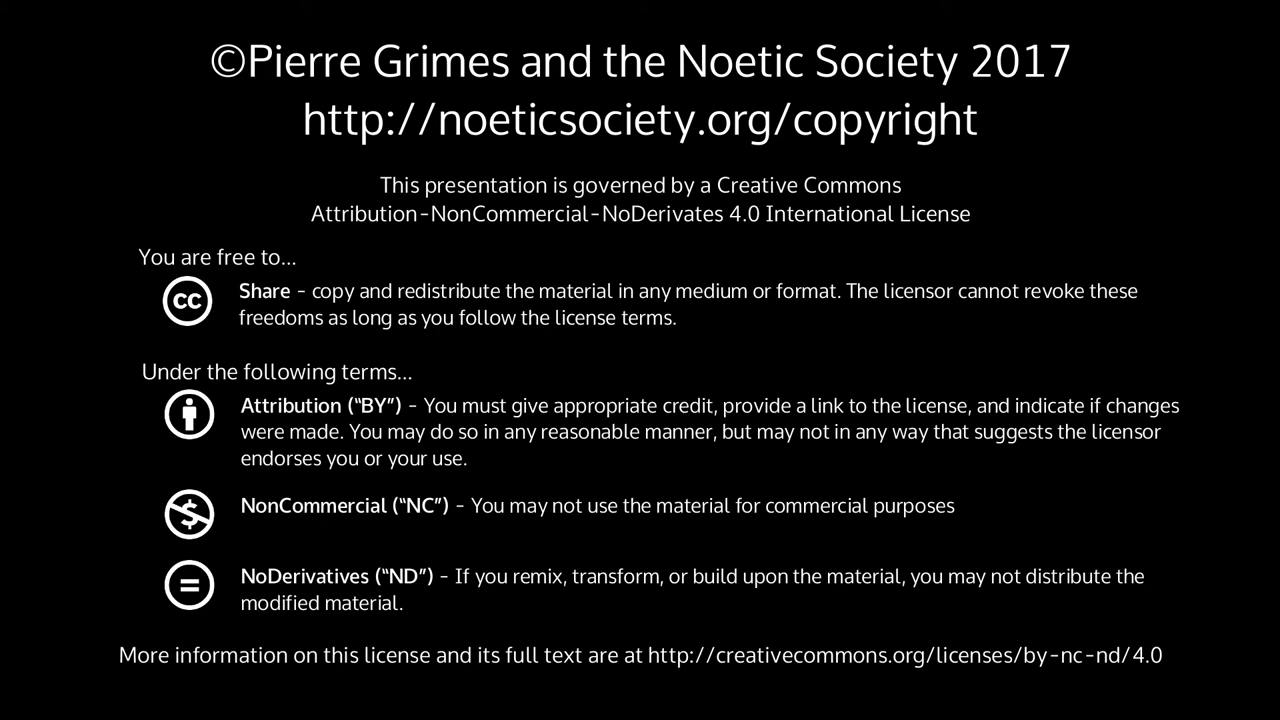 ©Pierre Grimes and the Noetic Society 2017
http://noeticsociety.org/copyright
This presentation is governed by a Creative Commons
Attribution-NonCommercial-NoDerivates 4.0 International License
You are free to...
cc
Share - copy and redistribute the material in any medium or format. The licensor cannot revoke these
freedoms as long as you follow the license terms.
Under the following terms...
Attribution (“BY”) - You must give appropriate credit, provide a link to the license, and indicate if changes
were made. You may do so in any reasonable manner, but may not in any way that suggests the licensor
endorses you or your use.
$
NonCommercial (“NC”) - You may not use the material for commercial purposes
=
NoDerivatives (“ND”) - If you remix, transform, or build upon the material, you may not distribute the
modified material.
More information on this license and its full text are at http://creativecommons.org/licenses/by-nc-nd/4.0